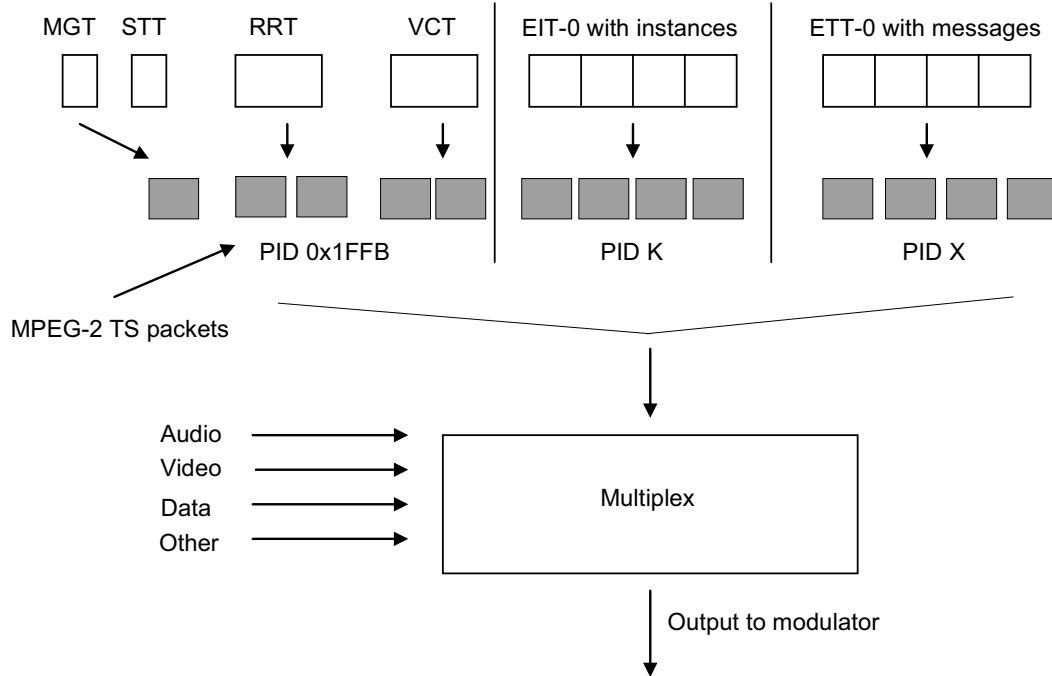 MGT STT RRT VCT EIT-0 with instances ETT-0 with messages
PID 0x1FFB PID K PID X
MPEG-2 TS packets
Audio
Video
Data
Other
Multiplex
Output to modulator